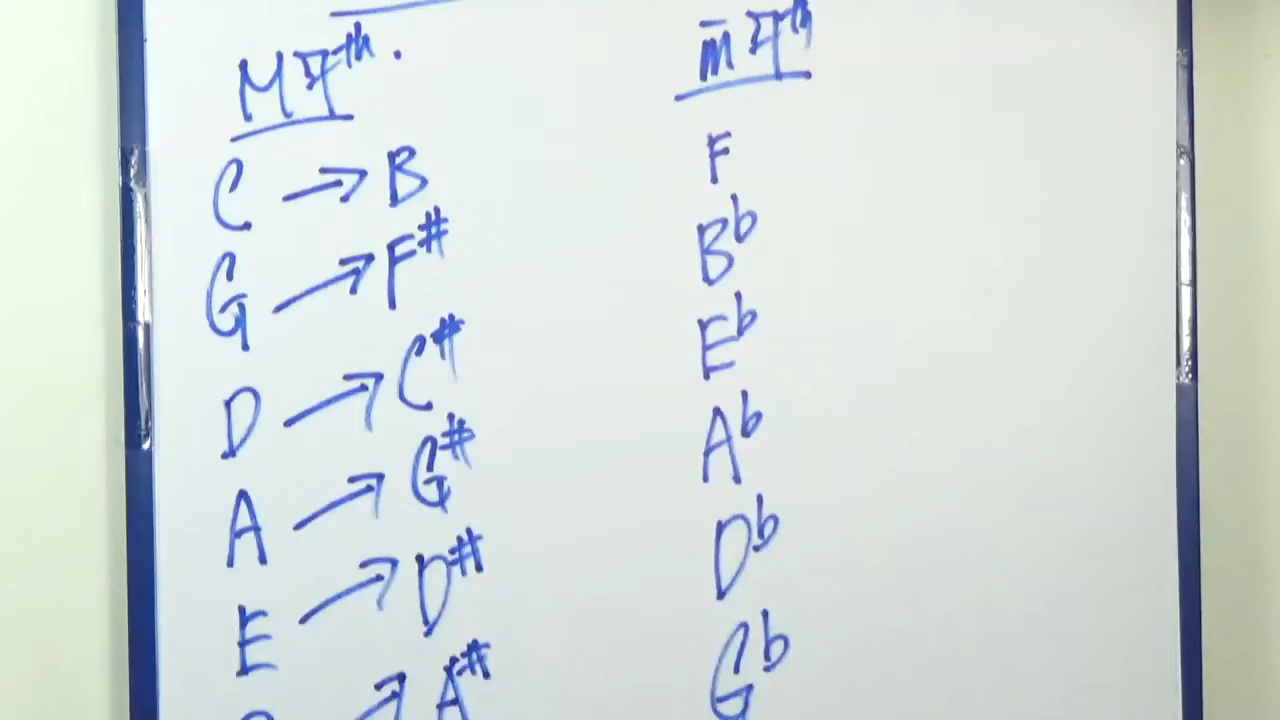 M7th.
C → B
G → F#
D → C#
A → G#
E → D#
→ A#
m7th
F
Bb
Eb
Ab
Db
Gb